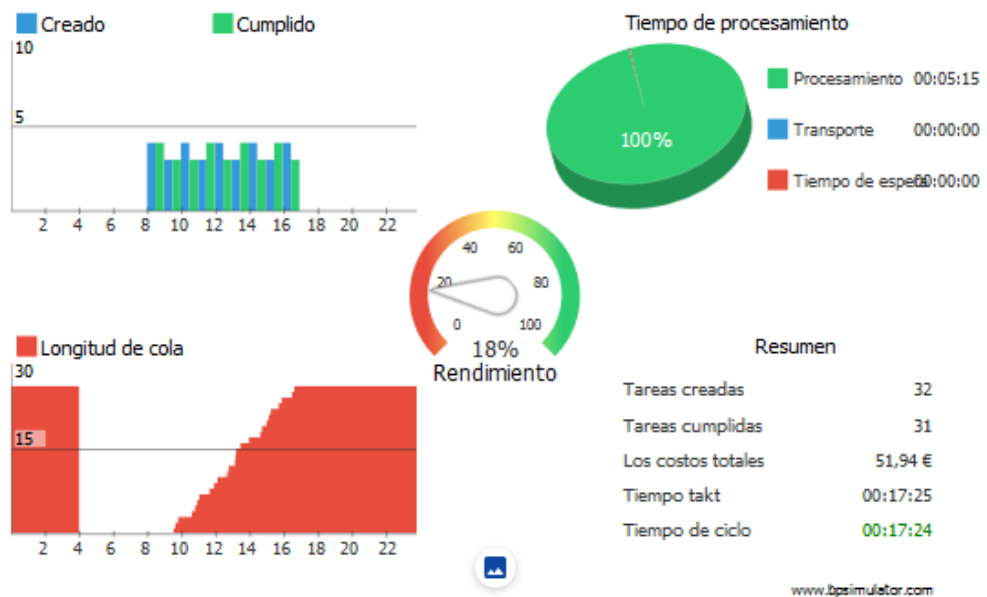 Creado Cumplido
10
5
2 4 6 8 10 12 14 16 18 20 22
Tiempo de procesamiento
100%
Procesamiento 00:05:15
Transporte 00:00:00
Tiempo de espera 00:00:00
0 20 40 60 80 100
18%
Rendimiento
Longitud de cola
30
15
2 4 6 8 10 12 14 16 18 20 22
Resumen
Tareas creadas 32
Tareas cumplidas 31
Los costos totales 51,94 €
Tiempo takt 00:17:25
Tiempo de ciclo 00:17:24
www.bpsimulator.com